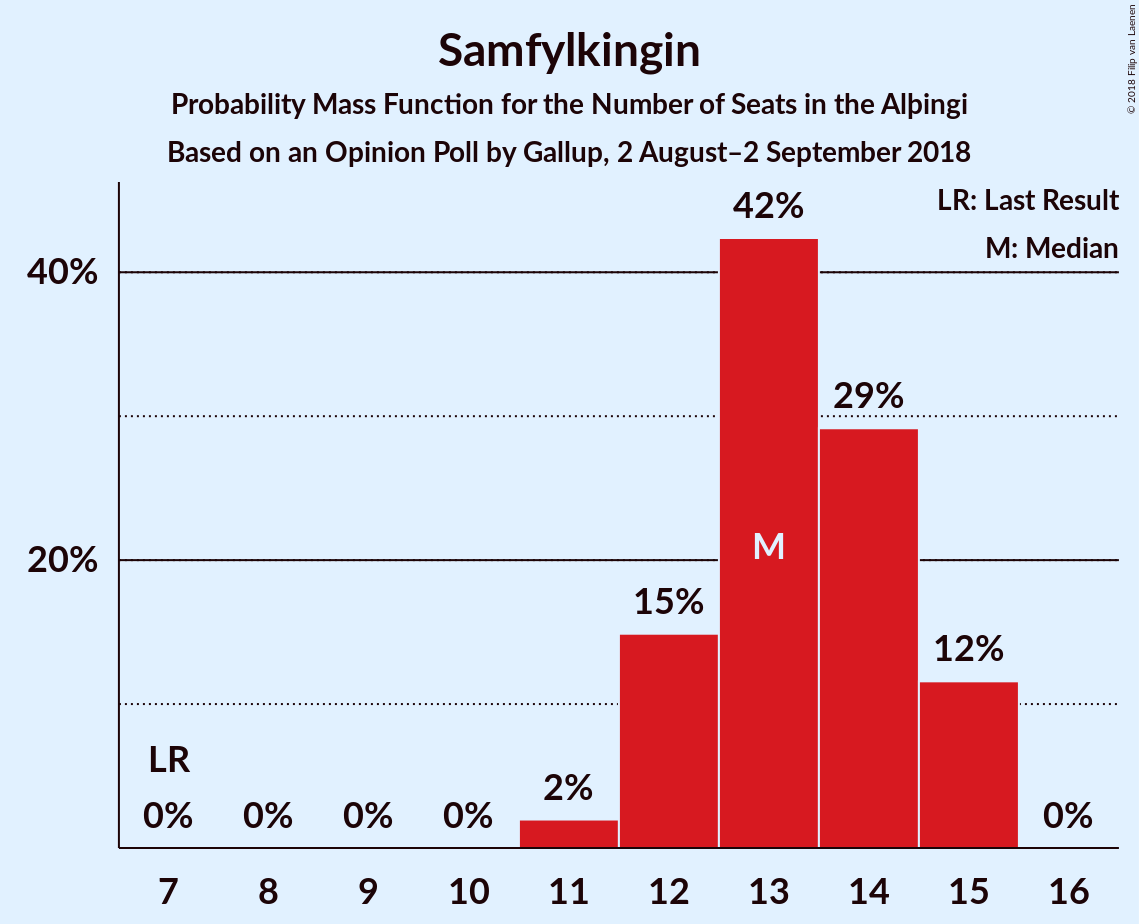 Samfylkingin
Probability Mass Function for the Number of Seats in the Alþingi
Based on an Opinion Poll by Gallup, 2 August–2 September 2018
© 2018 Filip van Laenen
LR: Last Result
M: Median
40%
20%
LR
0%
0%
0%
0%
2%
15%
42%
M
29%
12%
0%
7 8 9 10 11 12 13 14 15 16